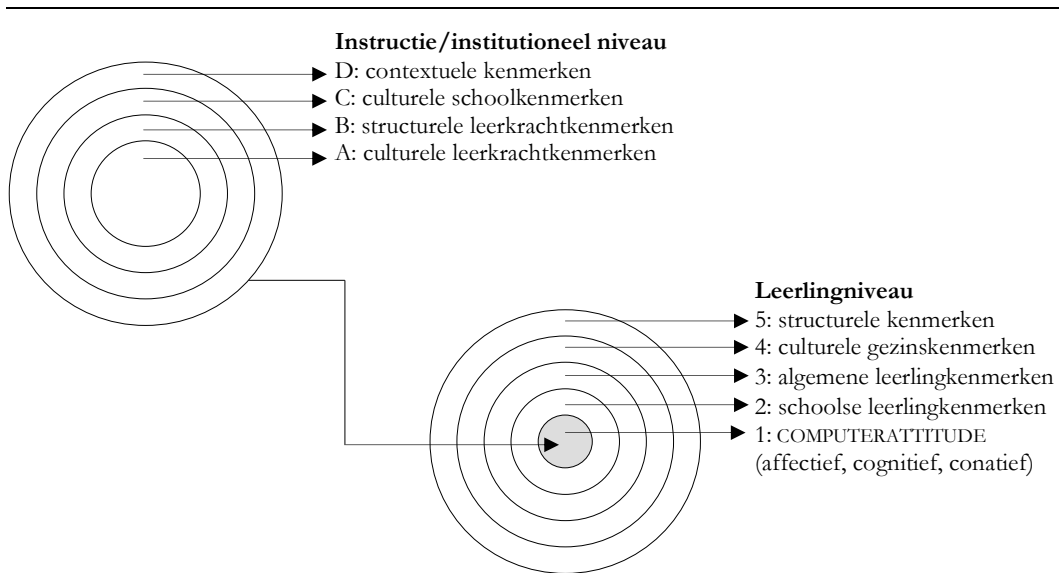 Instructie/institutioneel niveau
D: contextuele kenmerken
C: culturele schoolkenmerken
B: structurele leerkrachtkenmerken
A: culturele leerkrachtkenmerken
Leerlingniveau
5: structurele kenmerken
4: culturele gezinskenmerken
3: algemene leerlingkenmerken
2: schoolse leerlingkenmerken
1: COMPUTERATTITUDE
(affectief, cognitief, conatief)